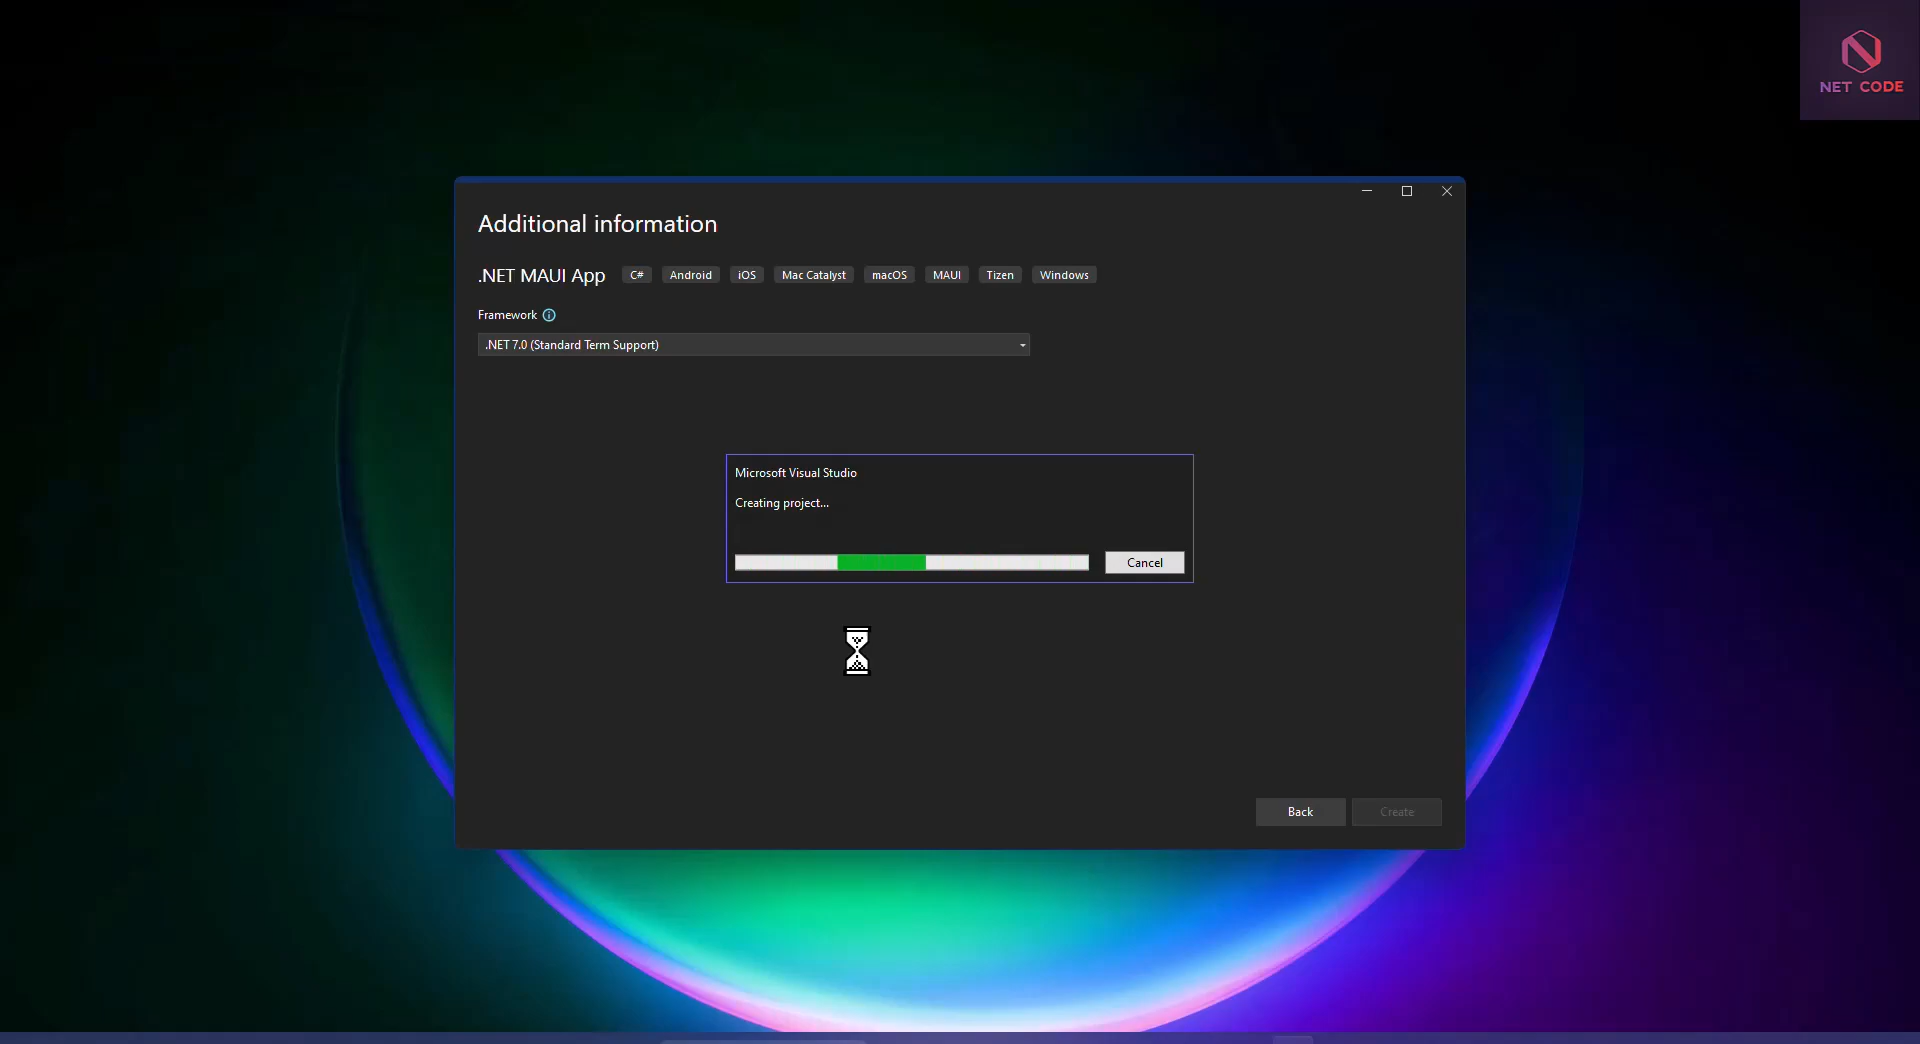 NET CODE
Additional information
.NET MAUI App C# Android iOS Mac Catalyst macOS MAUI Tizen Windows
Framework
.NET 7.0 (Standard Term Support)
Microsoft Visual Studio
Creating project...
Cancel
Back Create